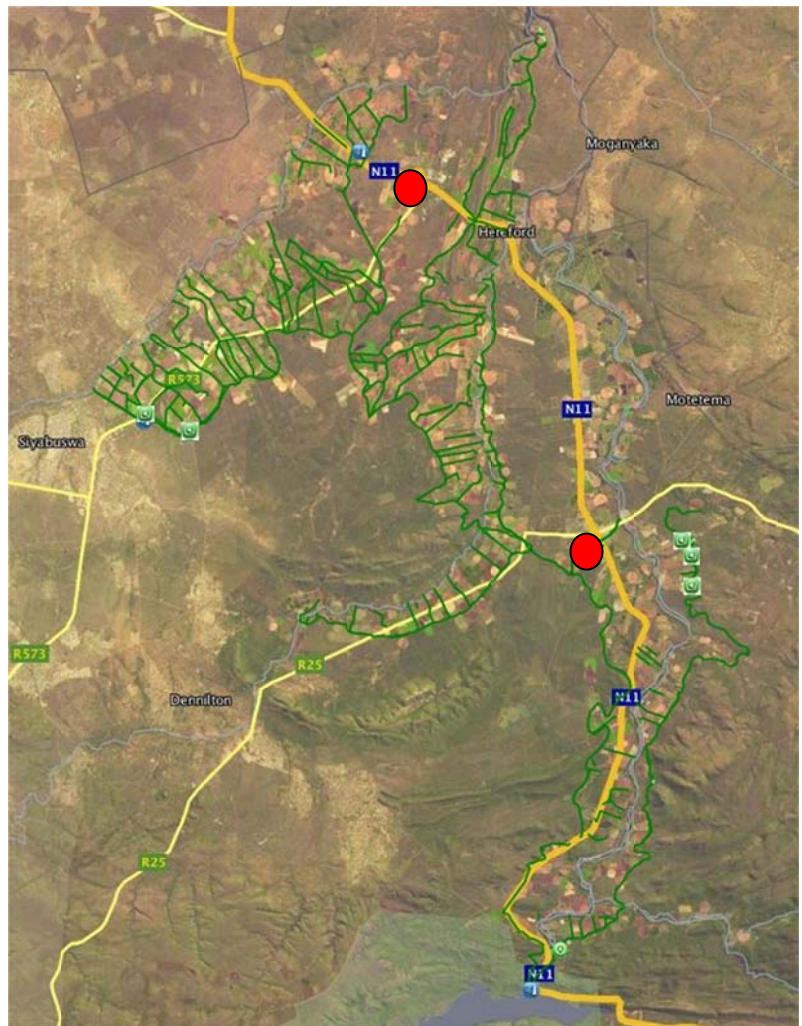 Moganyaka
N11
Hereford
R573
N11
Motetema
Siyabuswa
R573
R25
Dennilton
N11
R25
N11